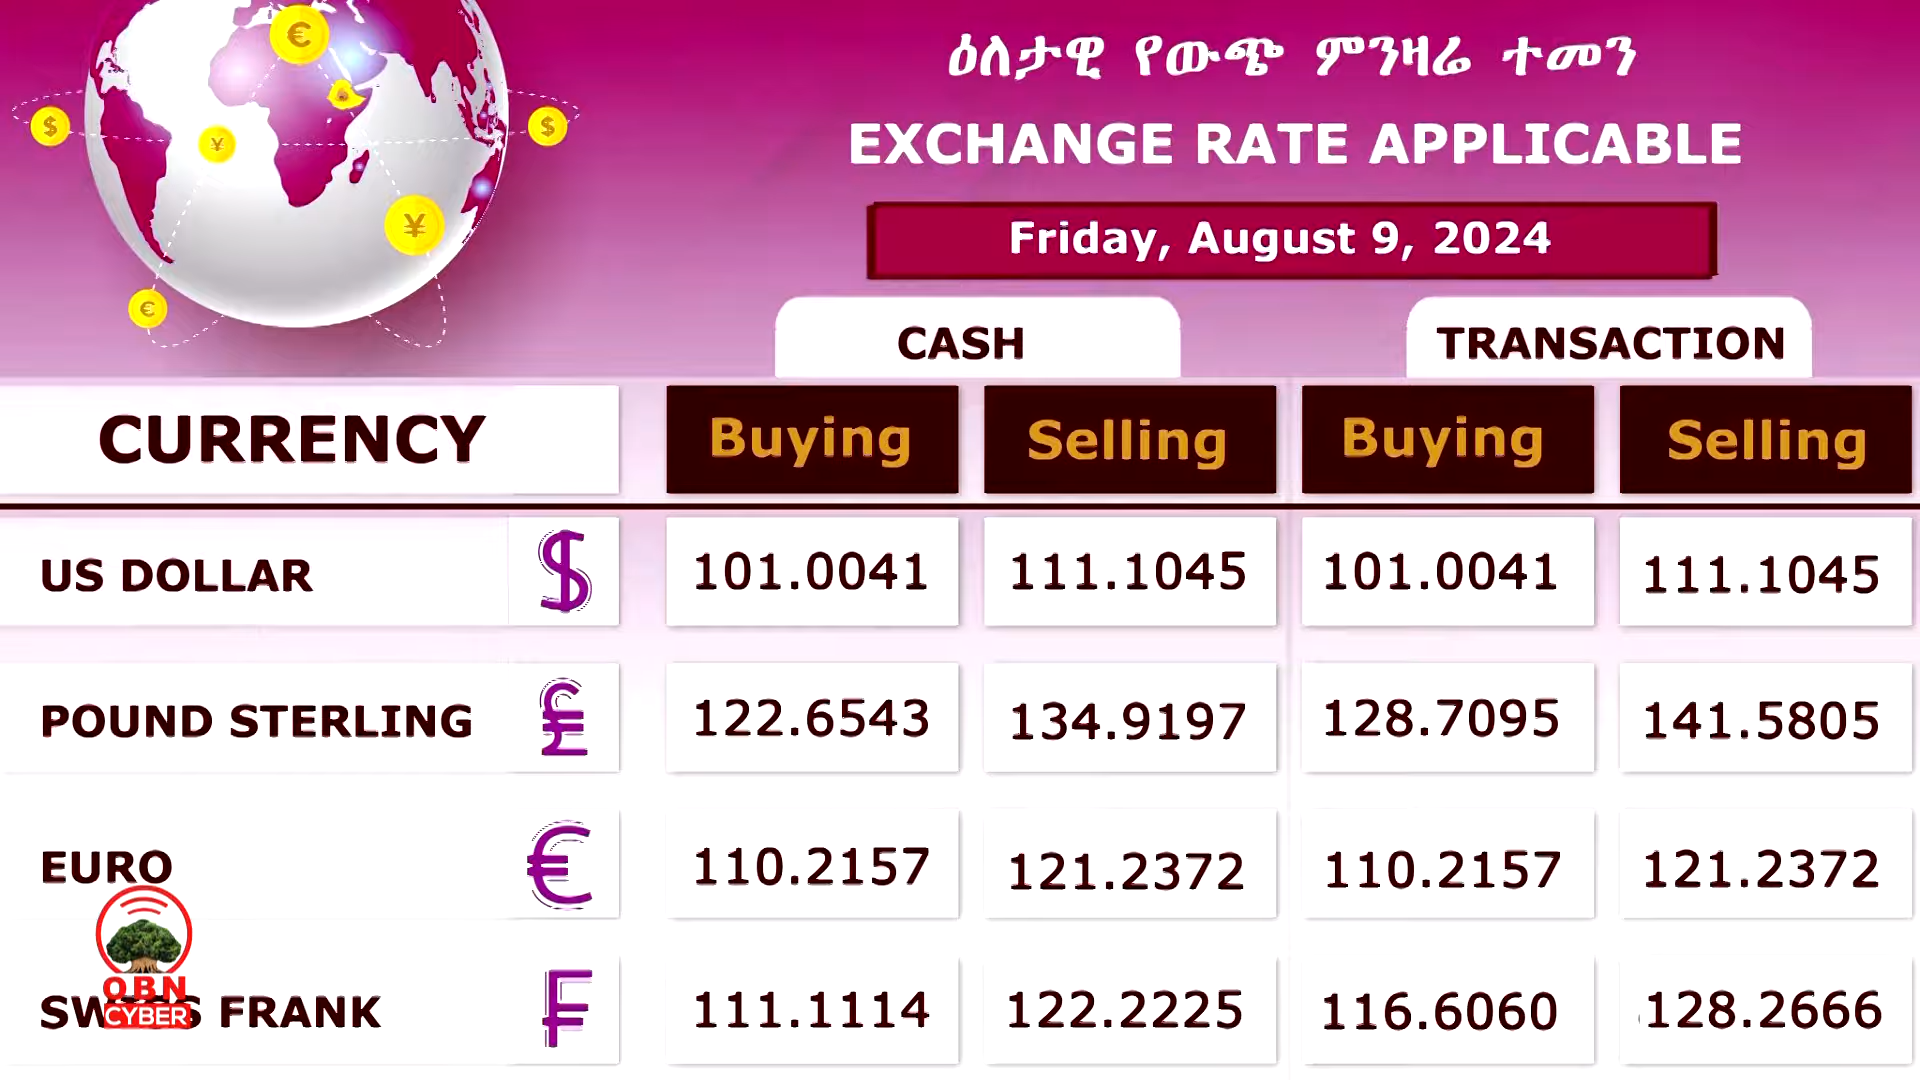 ዕለታዊ የውጭ ምንዛሬ ተመን
EXCHANGE RATE APPLICABLE
Friday, August 9, 2024
CASH TRANSACTION
CURRENCY Buying Selling Buying Selling
US DOLLAR $ 101.0041 111.1045 101.0041 111.1045
POUND STERLING £ 122.6543 134.9197 128.7095 141.5805
EURO € 110.2157 121.2372 110.2157 121.2372
OBN
CYBER
FRANK ₣ 111.1114 122.2225 116.6060 128.2666